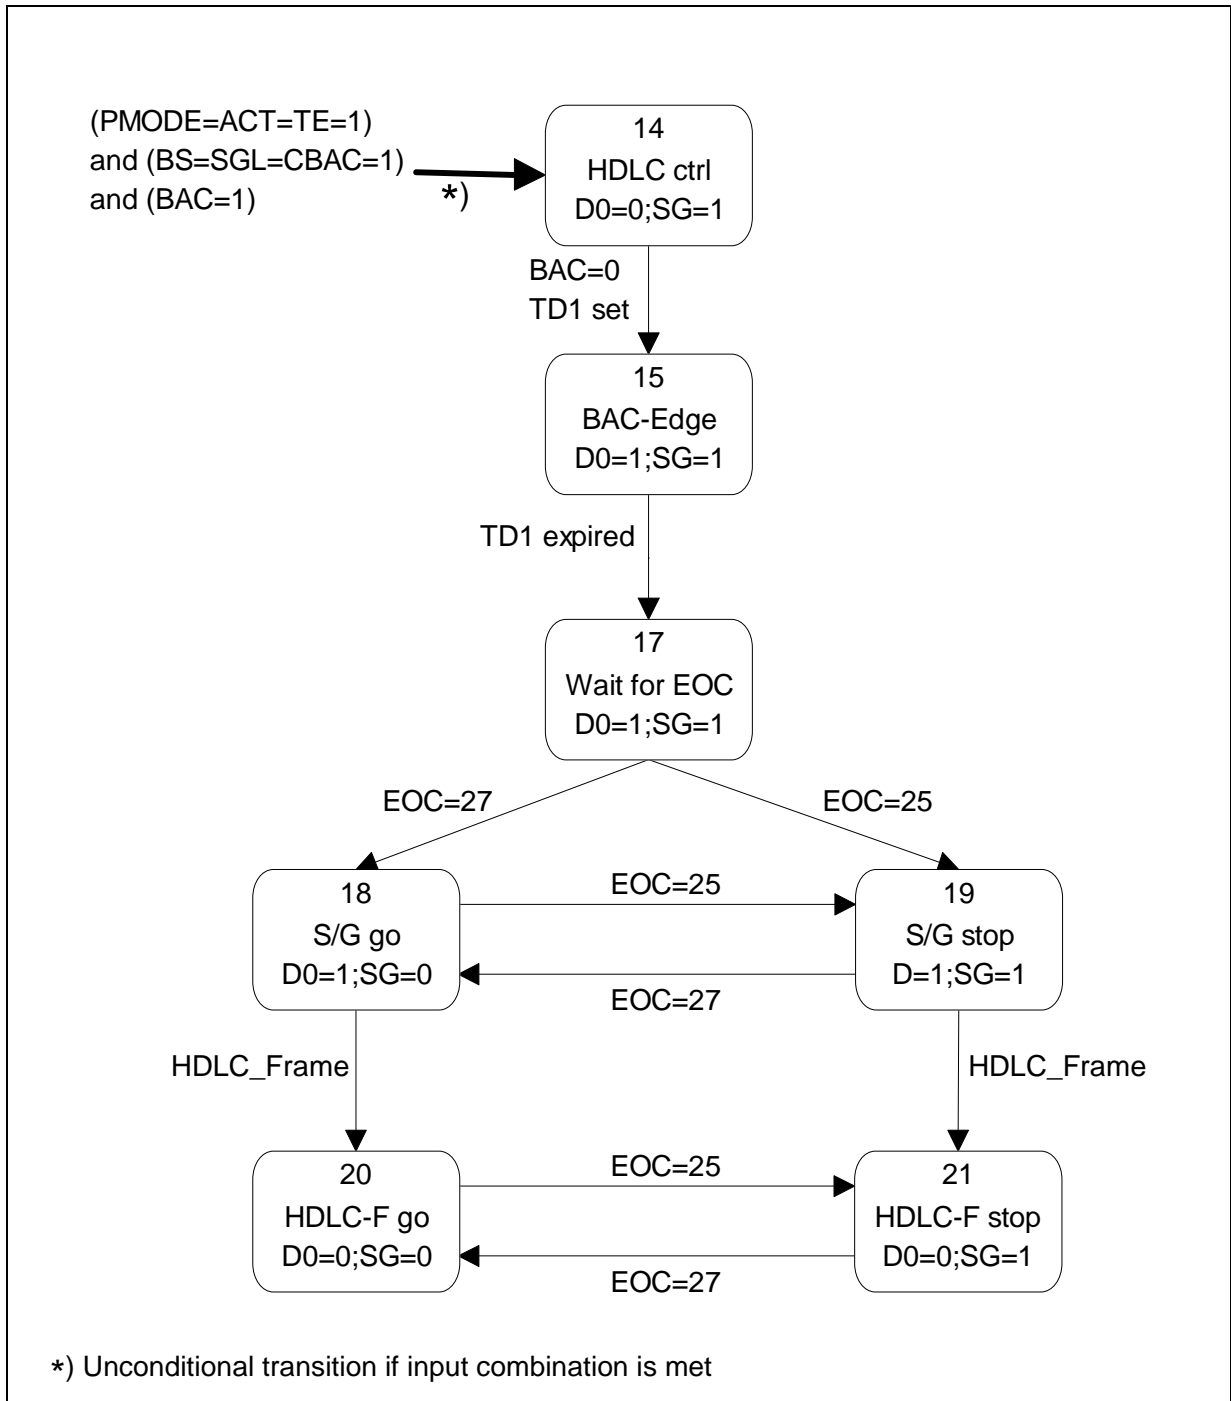 (PMODE=ACT=TE=1)
and (BS=SGL=CBAC=1)
and (BAC=1)
*)
14
HDLC ctrl
D0=0;SG=1
BAC=0
TD1 set
15
BAC-Edge
D0=1;SG=1
TD1 expired
17
Wait for EOC
D0=1;SG=1
EOC=27
EOC=25
18
S/G go
D0=1;SG=0
EOC=25
EOC=27
19
S/G stop
D=1;SG=1
HDLC_Frame
HDLC_Frame
20
HDLC-F go
D0=0;SG=0
EOC=25
EOC=27
21
HDLC-F stop
D0=0;SG=1
*) Unconditional transition if input combination is met